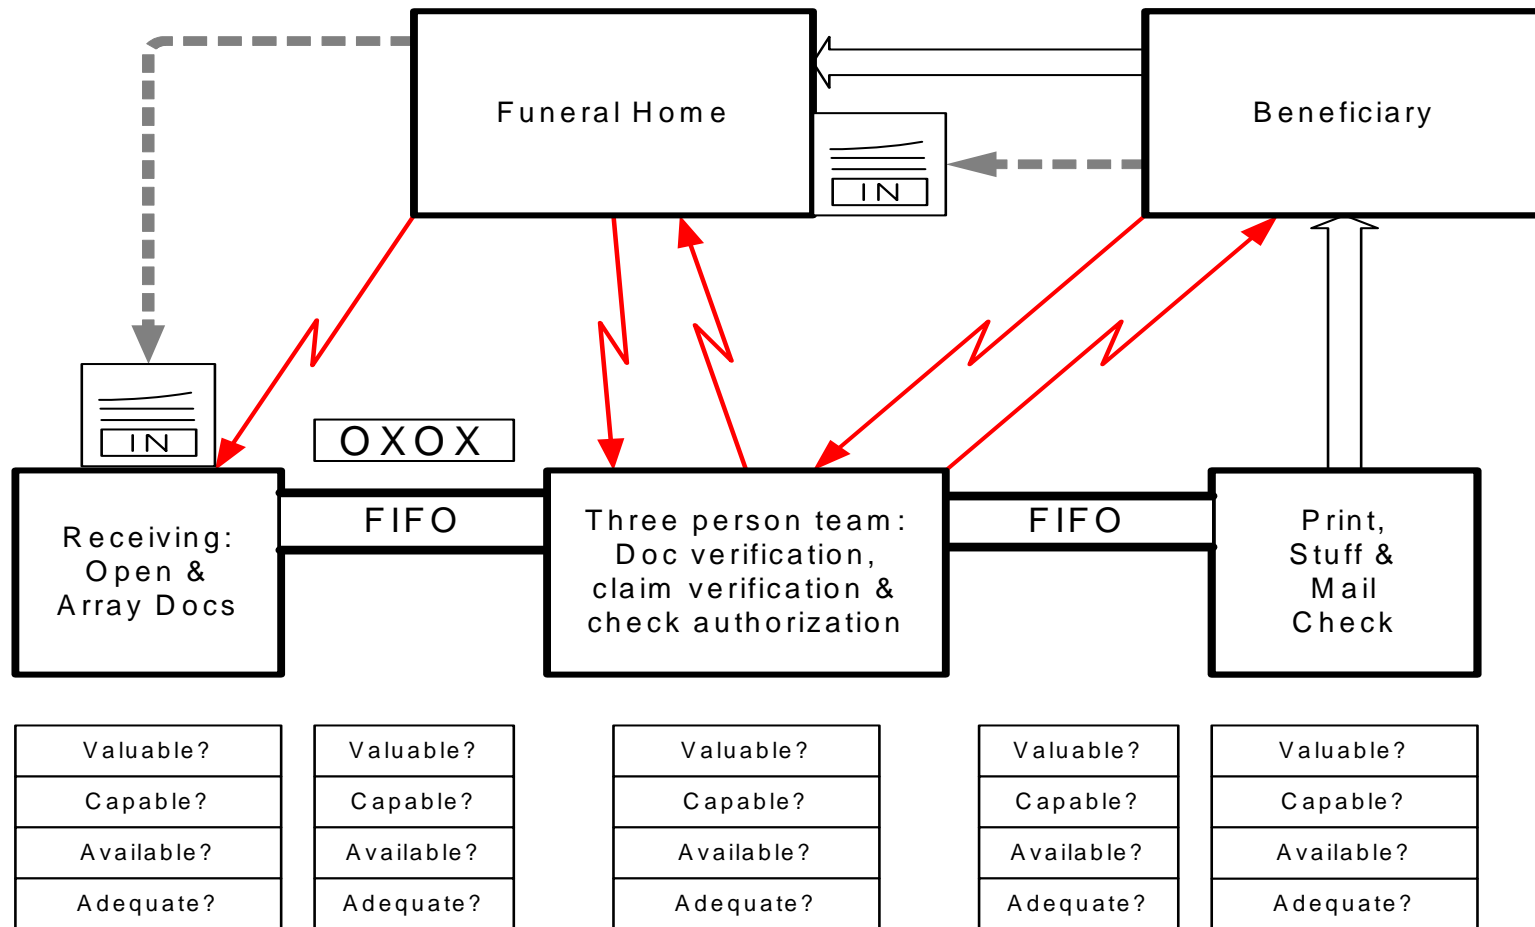 Funeral Home
Beneficiary
IN
IN
OXOX
FIFO
FIFO
Receiving:
Open &
Array Docs
Three person team:
Doc verification,
claim verification &
check authorization
Print,
Stuff &
Mail
Check
Valuable?
Capable?
Available?
Adequate?
Valuable?
Capable?
Available?
Adequate?
Valuable?
Capable?
Available?
Adequate?
Valuable?
Capable?
Available?
Adequate?
Valuable?
Capable?
Available?
Adequate?